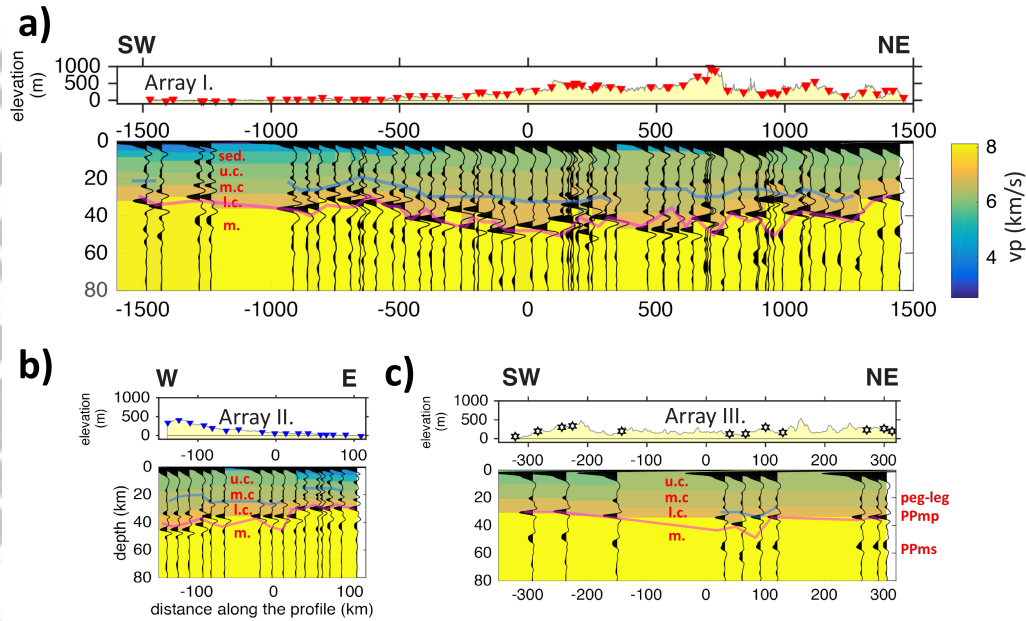 a)
SW
NE
elevation
(m)
1000
500
0
Array I.
-1500 -1000 -500 0 500 1000 1500
0
20
40
60
80
sed.
u.c.
m.c
l.c.
m.
-1500 -1000 -500 0 500 1000 1500
8
6
4
vp (km/s)
b)
W
E
elevation
(m)
1000
500
0
Array II.
-100 0 100
depth (km)
0
20
40
60
80
u.c.
m.c
l.c.
m.
-100 0 100
distance along the profile (km)
c)
SW
NE
elevation
(m)
1000
500
0
Array III.
-300 -200 -100 0 100 200 300
0
20
40
60
80
u.c.
m.c
l.c.
m.
peg-leg
PPmp
PPms
-300 -200 -100 0 100 200 300